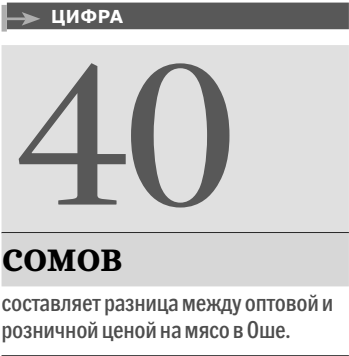 ЦИФРА
40
СОМОВ
составляет разница между оптовой и
розничной ценой на мясо в Оше.